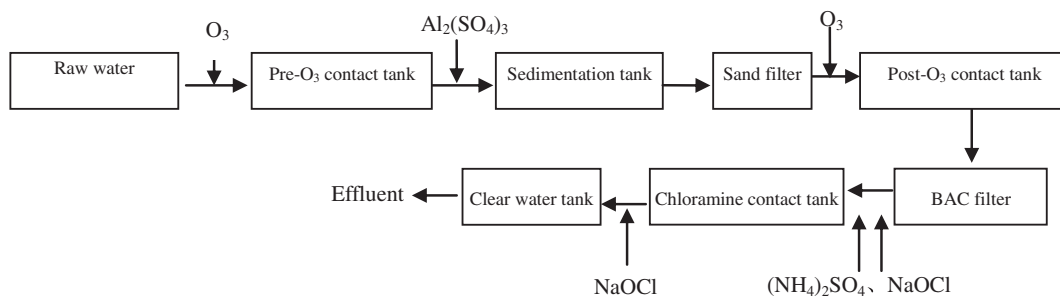 O₃
Al₂(SO₄)₃
O₃
Raw water
Pre-O₃ contact tank
Sedimentation tank
Sand filter
Post-O₃ contact tank
Effluent
Clear water tank
Chloramine contact tank
BAC filter
NaOCl
(NH₄)₂SO₄、NaOCl